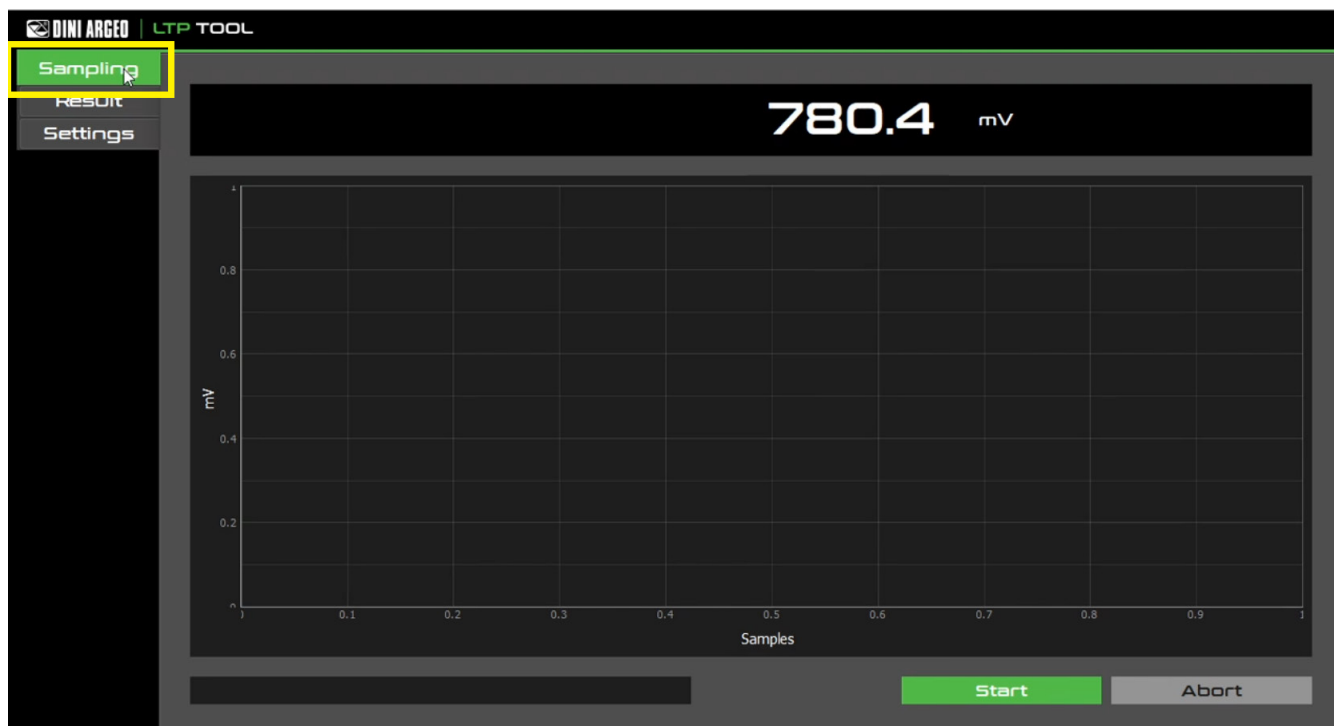 DINI ARGEO | LTP TOOL
Sampling
Result
Settings
780.4 mV
1
0.8
0.6
mV
0.4
0.2
0.1 0.2 0.3 0.4 0.5 0.6 0.7 0.8 0.9 1
Samples
Start Abort